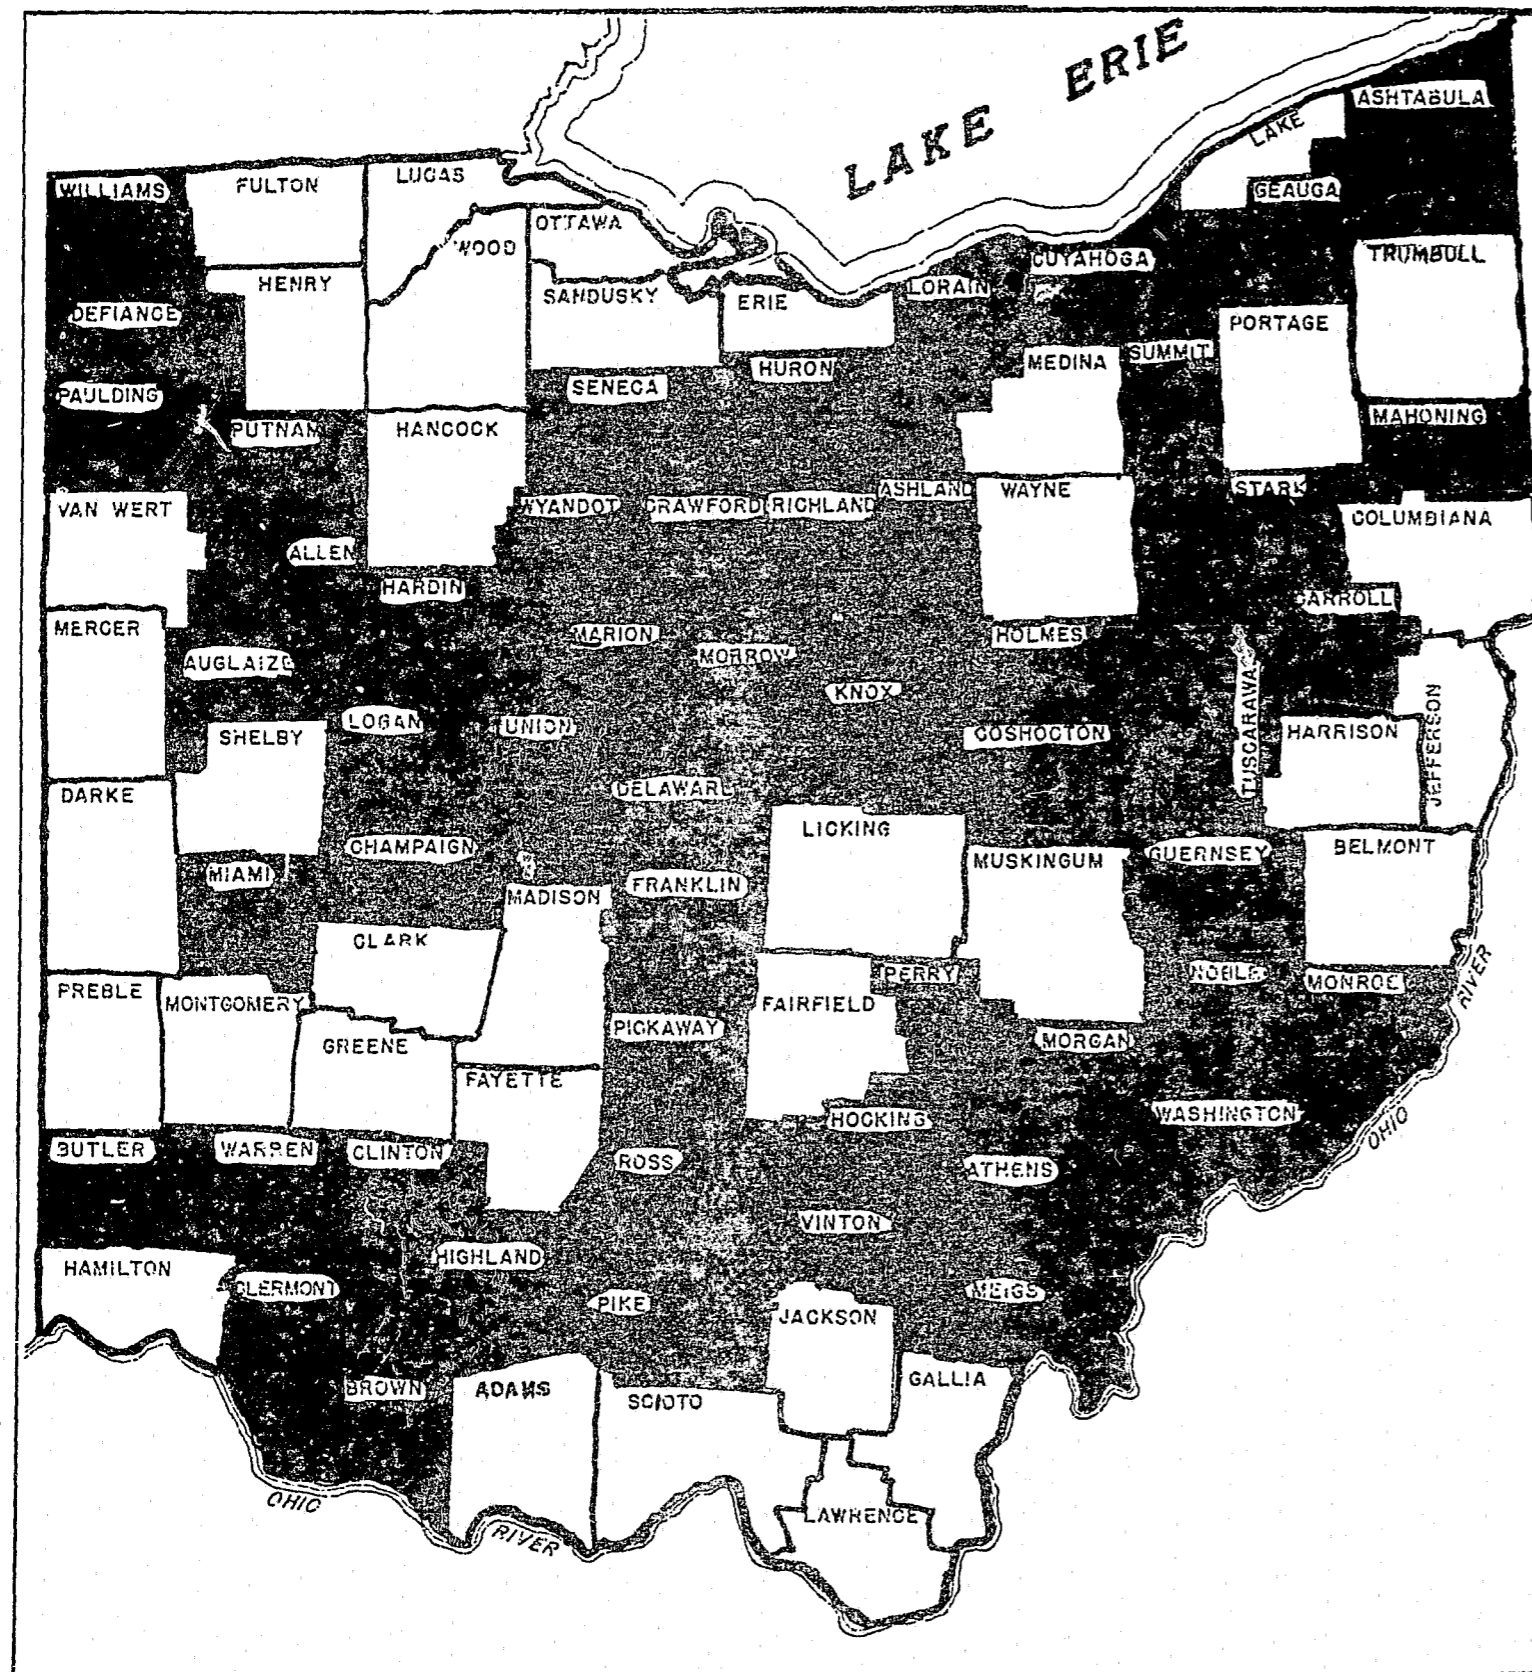 LAKE ERIE
ASHTABULA
LAKE
WILLIAMS
FULTON
LUCAS
GEAUGA
OTTAWA
WOOD
TRUMBULL
CUYAHOGA
HENRY
SANDUSKY
ERIE
LORAIN
DEFIANCE
PORTAGE
MEDINA
SUMMIT
HURON
SENECA
PAULDING
MAHONING
PUTNAM
HANCOCK
VAN WERT
WYANDOT
CRAWFORD
RICHLAND
ASHLAND
WAYNE
STARK
COLUMBIANA
ALLEN
HARDIN
CARROLL
MERCER
MARION
HOLMES
MORROW
AUGLAIZE
KNOX
TUSCARAWA
LOGAN
UNION
SHELBY
COSHOCTON
HARRISON
JEFFERSON
DARKE
DELAWARE
LICKING
CHAMPAIGN
MUSKINGUM
GUERNSEY
BELMONT
MIAMI
FRANKLIN
MADISON
CLARK
PERRY
NOBLE
MONROE
PREBLE
MONTGOMERY
FAIRFIELD
PICKAWAY
MORGAN
GREENE
FAYETTE
HOCKING
WASHINGTON
OHIO RIVER
BUTLER
WARREN
CLINTON
ROSS
ATHENS
VINTON
HIGHLAND
HAMILTON
CLERMONT
PIKE
MEIGS
JACKSON
GALLIA
BROWN
ADAMS
SCIOTO
OHIO RIVER
LAWRENCE